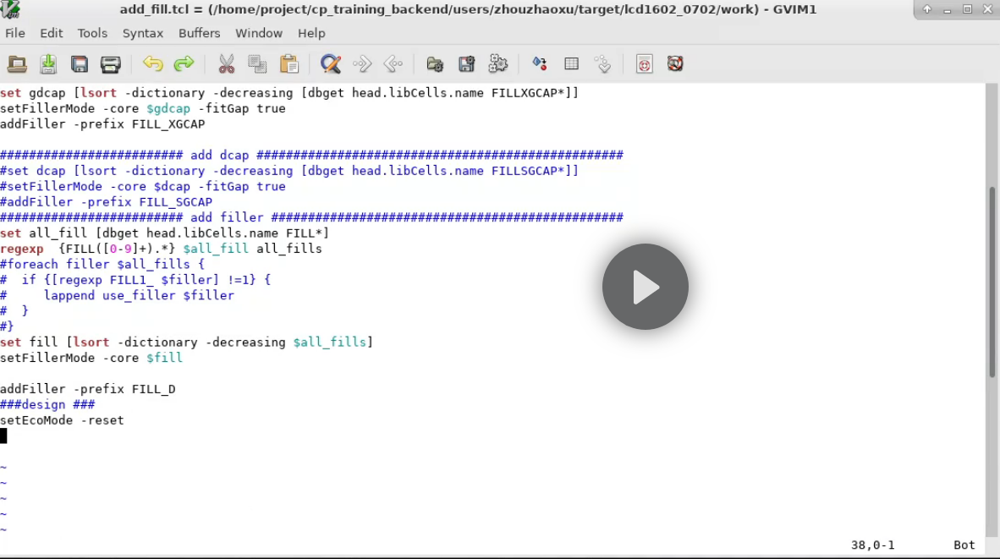 add_fill.tcl = (/home/project/cp_training_backend/users/zhouzhaoxu/target/lcd1602_0702/work) - GVIM1
File Edit Tools Syntax Buffers Window Help
set gdcap [lsort -dictionary -decreasing [dbget head.libCells.name FILLXGCAP*]]
setFillerMode -core $gdcap -fitGap true
addFiller -prefix FILL_XGCAP
######################### add dcap ##################################################
#set dcap [lsort -dictionary -decreasing [dbget head.libCells.name FILLSGCAP*]]
#setFillerMode -core $dcap -fitGap true
#addFiller -prefix FILL_SGCAP
######################### add filler ################################################
set all_fill [dbget head.libCells.name FILL*]
regexp  {FILL([0-9]+).*} $all_fill all_fills
#foreach filler $all_fills {
#  if {[regexp FILL1_ $filler] !=1} {
#     lappend use_filler $filler
#  }
#}
set fill [lsort -dictionary -decreasing $all_fills]
setFillerMode -core $fill
addFiller -prefix FILL_D
###design ###
setEcoMode -reset
~
~
~
~
~
38,0-1 Bot